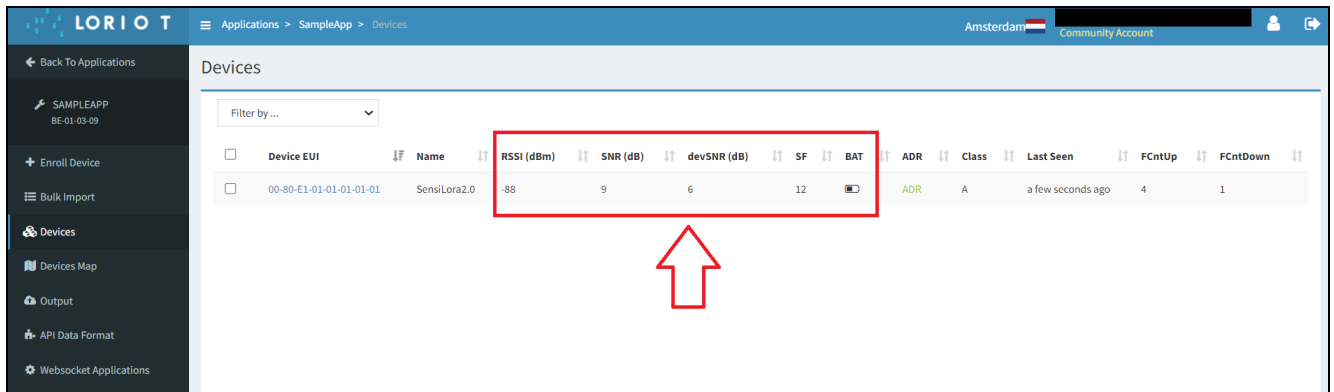 LORIOT
Applications > SampleApp > Devices
Amsterdam
Community Account
Back To Applications
SAMPLEAPP
BE-01-03-09
Enroll Device
Bulk Import
Devices
Devices Map
Output
API Data Format
Websocket Applications
Devices
Filter by ...
Device EUI Name RSSI (dBm) SNR (dB) devSNR (dB) SF BAT ADR Class Last Seen FCntUp FCntDown
00-80-E1-01-01-01-01-01 SensiLora2.0 -88 9 6 12 ADR A a few seconds ago 4 1